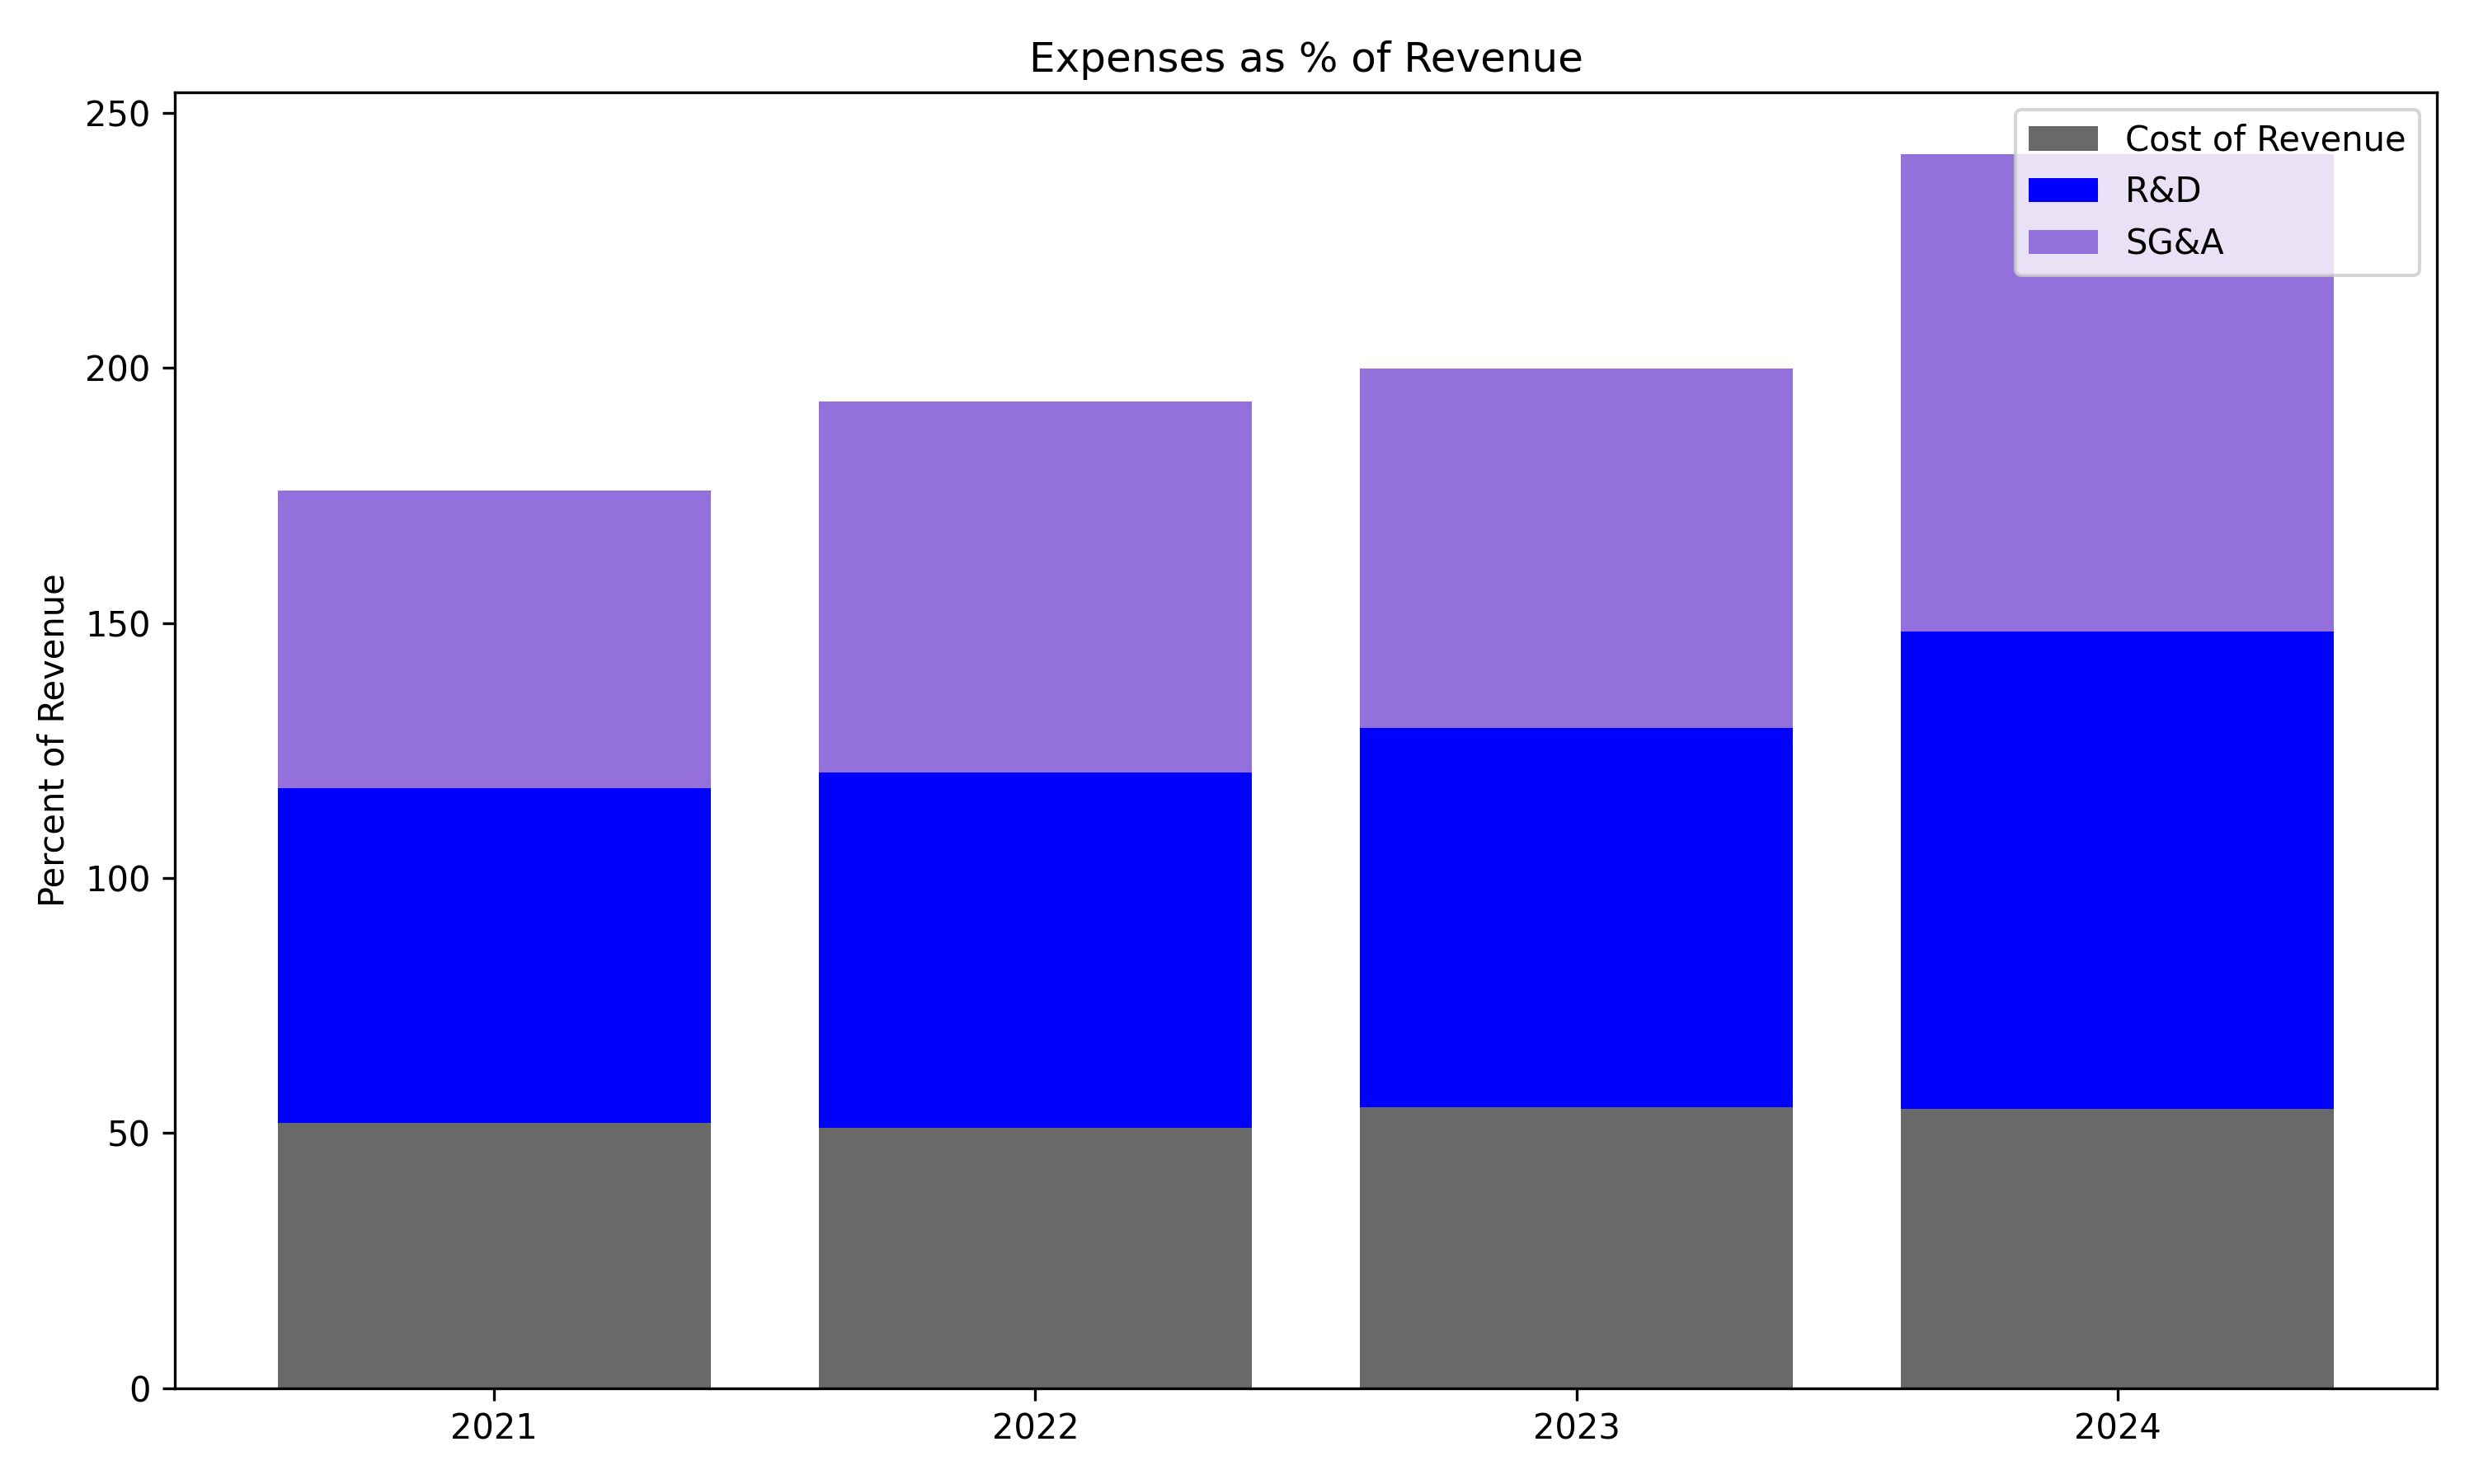 Expenses as % of Revenue
Percent of Revenue
250
200
150
100
50
0
2021
2022
2023
2024
Cost of Revenue
R&D
SG&A